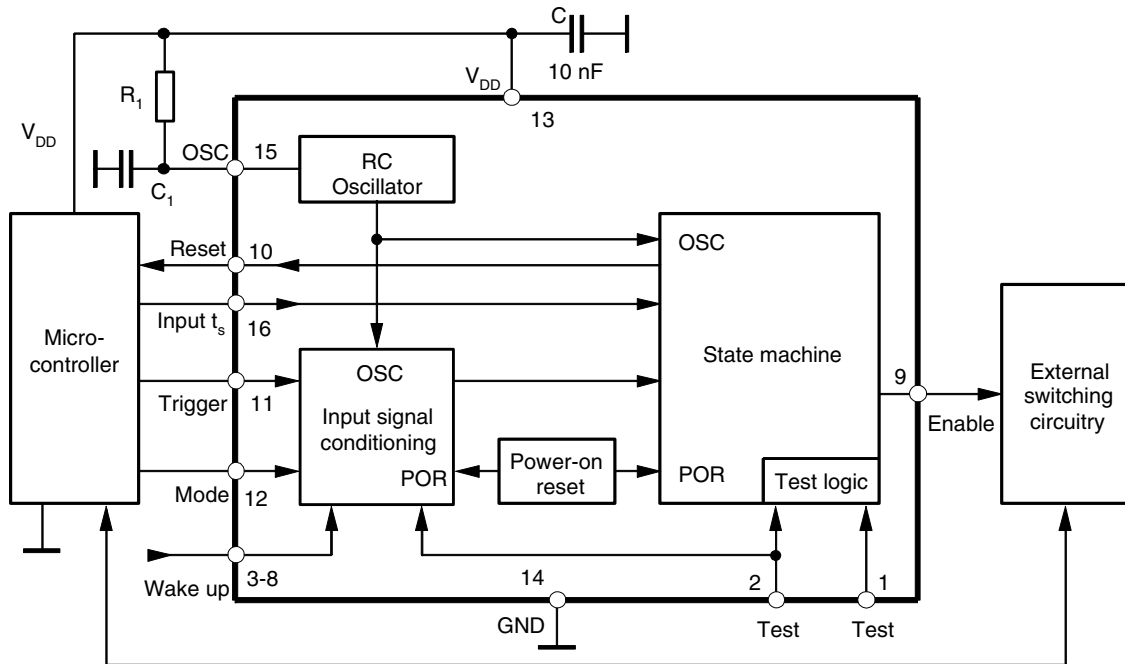 C
10 nF
V_DD
13
R_1
V_DD
OSC
15
C_1
RC
Oscillator
Reset
10
OSC
Input t_s
16
Micro-
controller
State machine
OSC
Trigger
11
Input signal
conditioning
9
Enable
External
switching
circuitry
Mode
12
POR
Power-on
reset
POR
Test logic
Wake up
3-8
14
GND
2
Test
1
Test